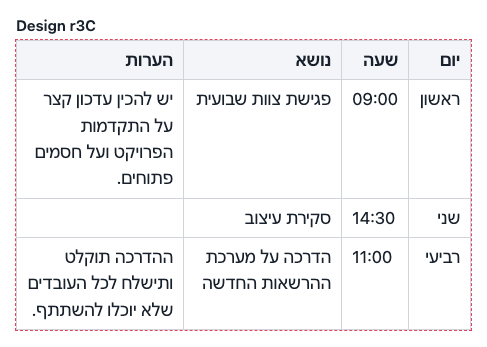 Design r3C
יום שעה נושא הערות
ראשון 09:00 פגישת צוות שבועית יש להכין עדכון קצר
על התקדמות
הפרויקט ועל חסמים
פתוחים.
שני 14:30 סקירת עיצוב
רביעי 11:00 הדרכה על מערכת ההדרכה תוקלט
ההרשאות החדשה ותישלח לכל העובדים
שלא יוכלו להשתתף.